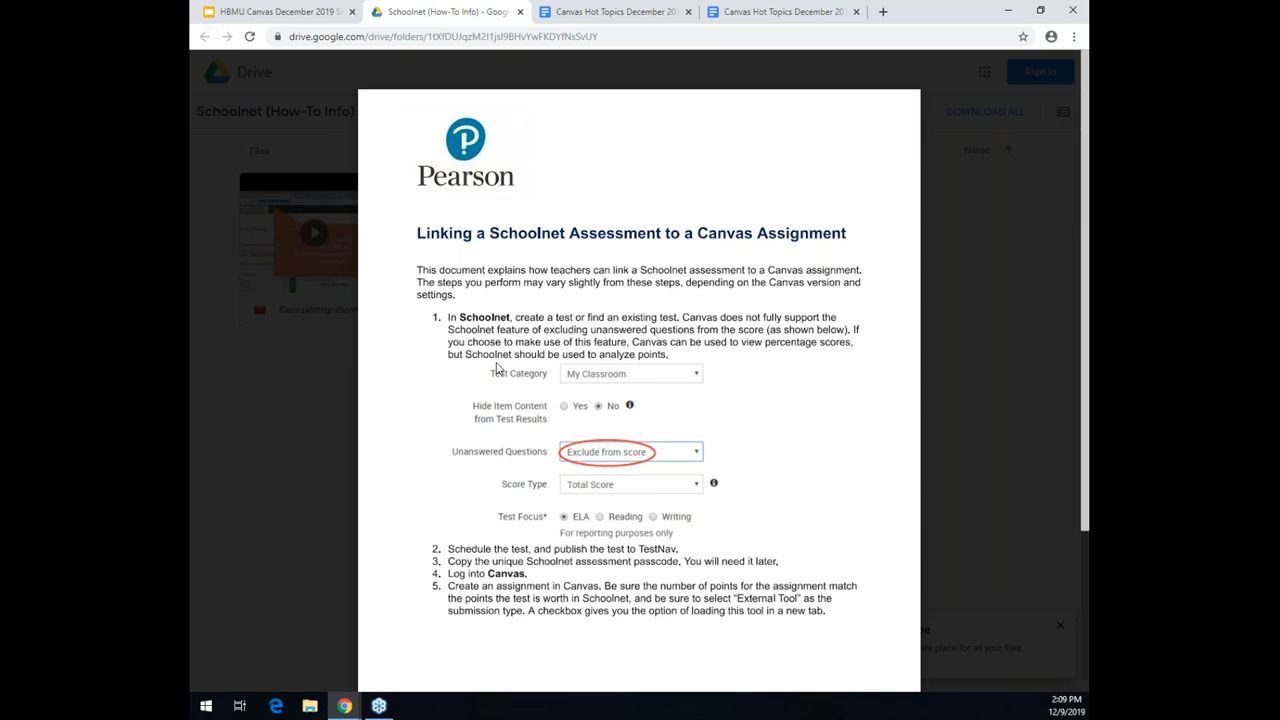 HBMU Canvas December 2019 S
Schoolnet (How-To Info) - Googl
Canvas Hot Topics December 201
Canvas Hot Topics December 201
drive.google.com/drive/folders/
Drive
Sign in
Schoolnet (How-To Info)
DOWNLOAD ALL
Files
Name
Pearson
Linking a Schoolnet Assessment to a Canvas Assignment
This document explains how teachers can link a Schoolnet assessment to a Canvas assignment.
The steps you perform may vary slightly from these steps, depending on the Canvas version and
settings.
1. In Schoolnet, create a test or find an existing test. Canvas does not fully support the
Schoolnet feature of excluding unanswered questions from the score (as shown below). If
you choose to make use of this feature, Canvas can be used to view percentage scores,
but Schoolnet should be used to analyze points.
CanvasIntegration
Test Category My Classroom
Hide Item Content Yes No
from Test Results
Unanswered Questions Exclude from score
Score Type Total Score
Test Focus* ELA Reading Writing
For reporting purposes only
2. Schedule the test, and publish the test to TestNav.
3. Copy the unique Schoolnet assessment passcode. You will need it later.
4. Log into Canvas.
5. Create an assignment in Canvas. Be sure the number of points for the assignment match
the points the test is worth in Schoolnet, and be sure to select “External Tool” as the
submission type. A checkbox gives you the option of loading this tool in a new tab.
ate place for all your files.
2:09 PM
12/9/2019